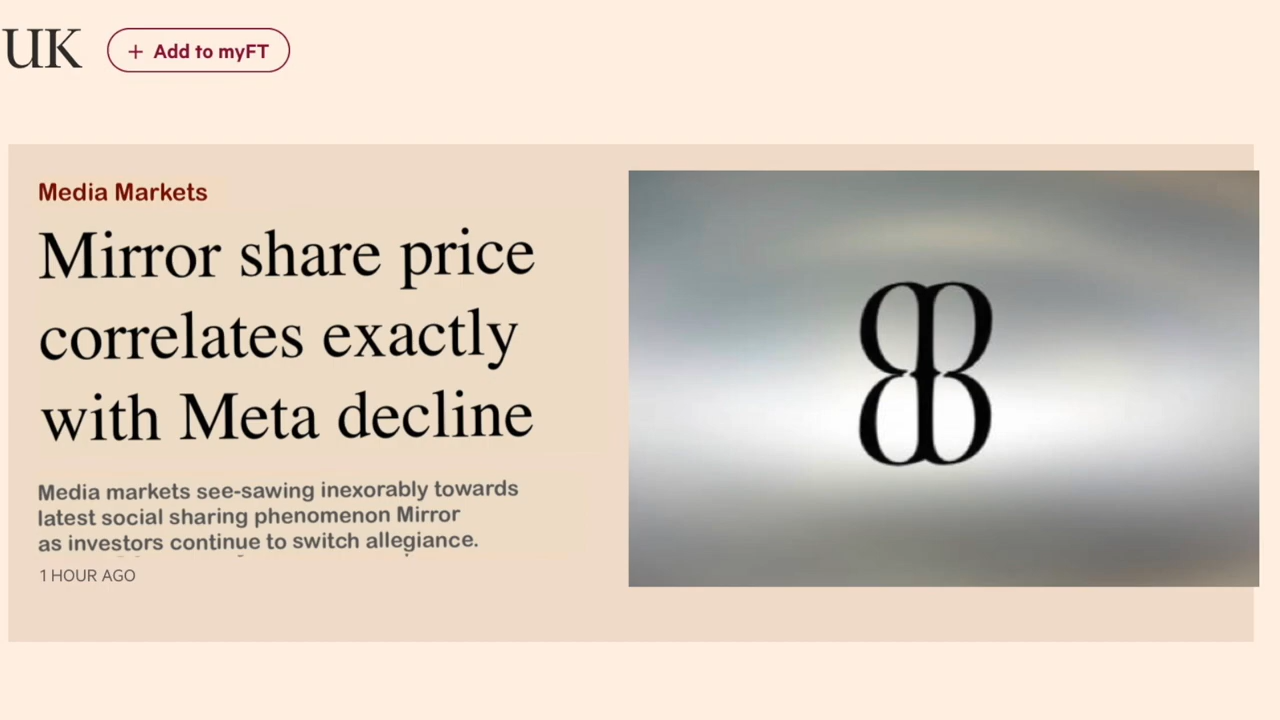 UK
+ Add to myFT
Media Markets
Mirror share price
correlates exactly
with Meta decline
Media markets see-sawing inexorably towards
latest social sharing phenomenon Mirror
as investors continue to switch allegiance.
1 HOUR AGO